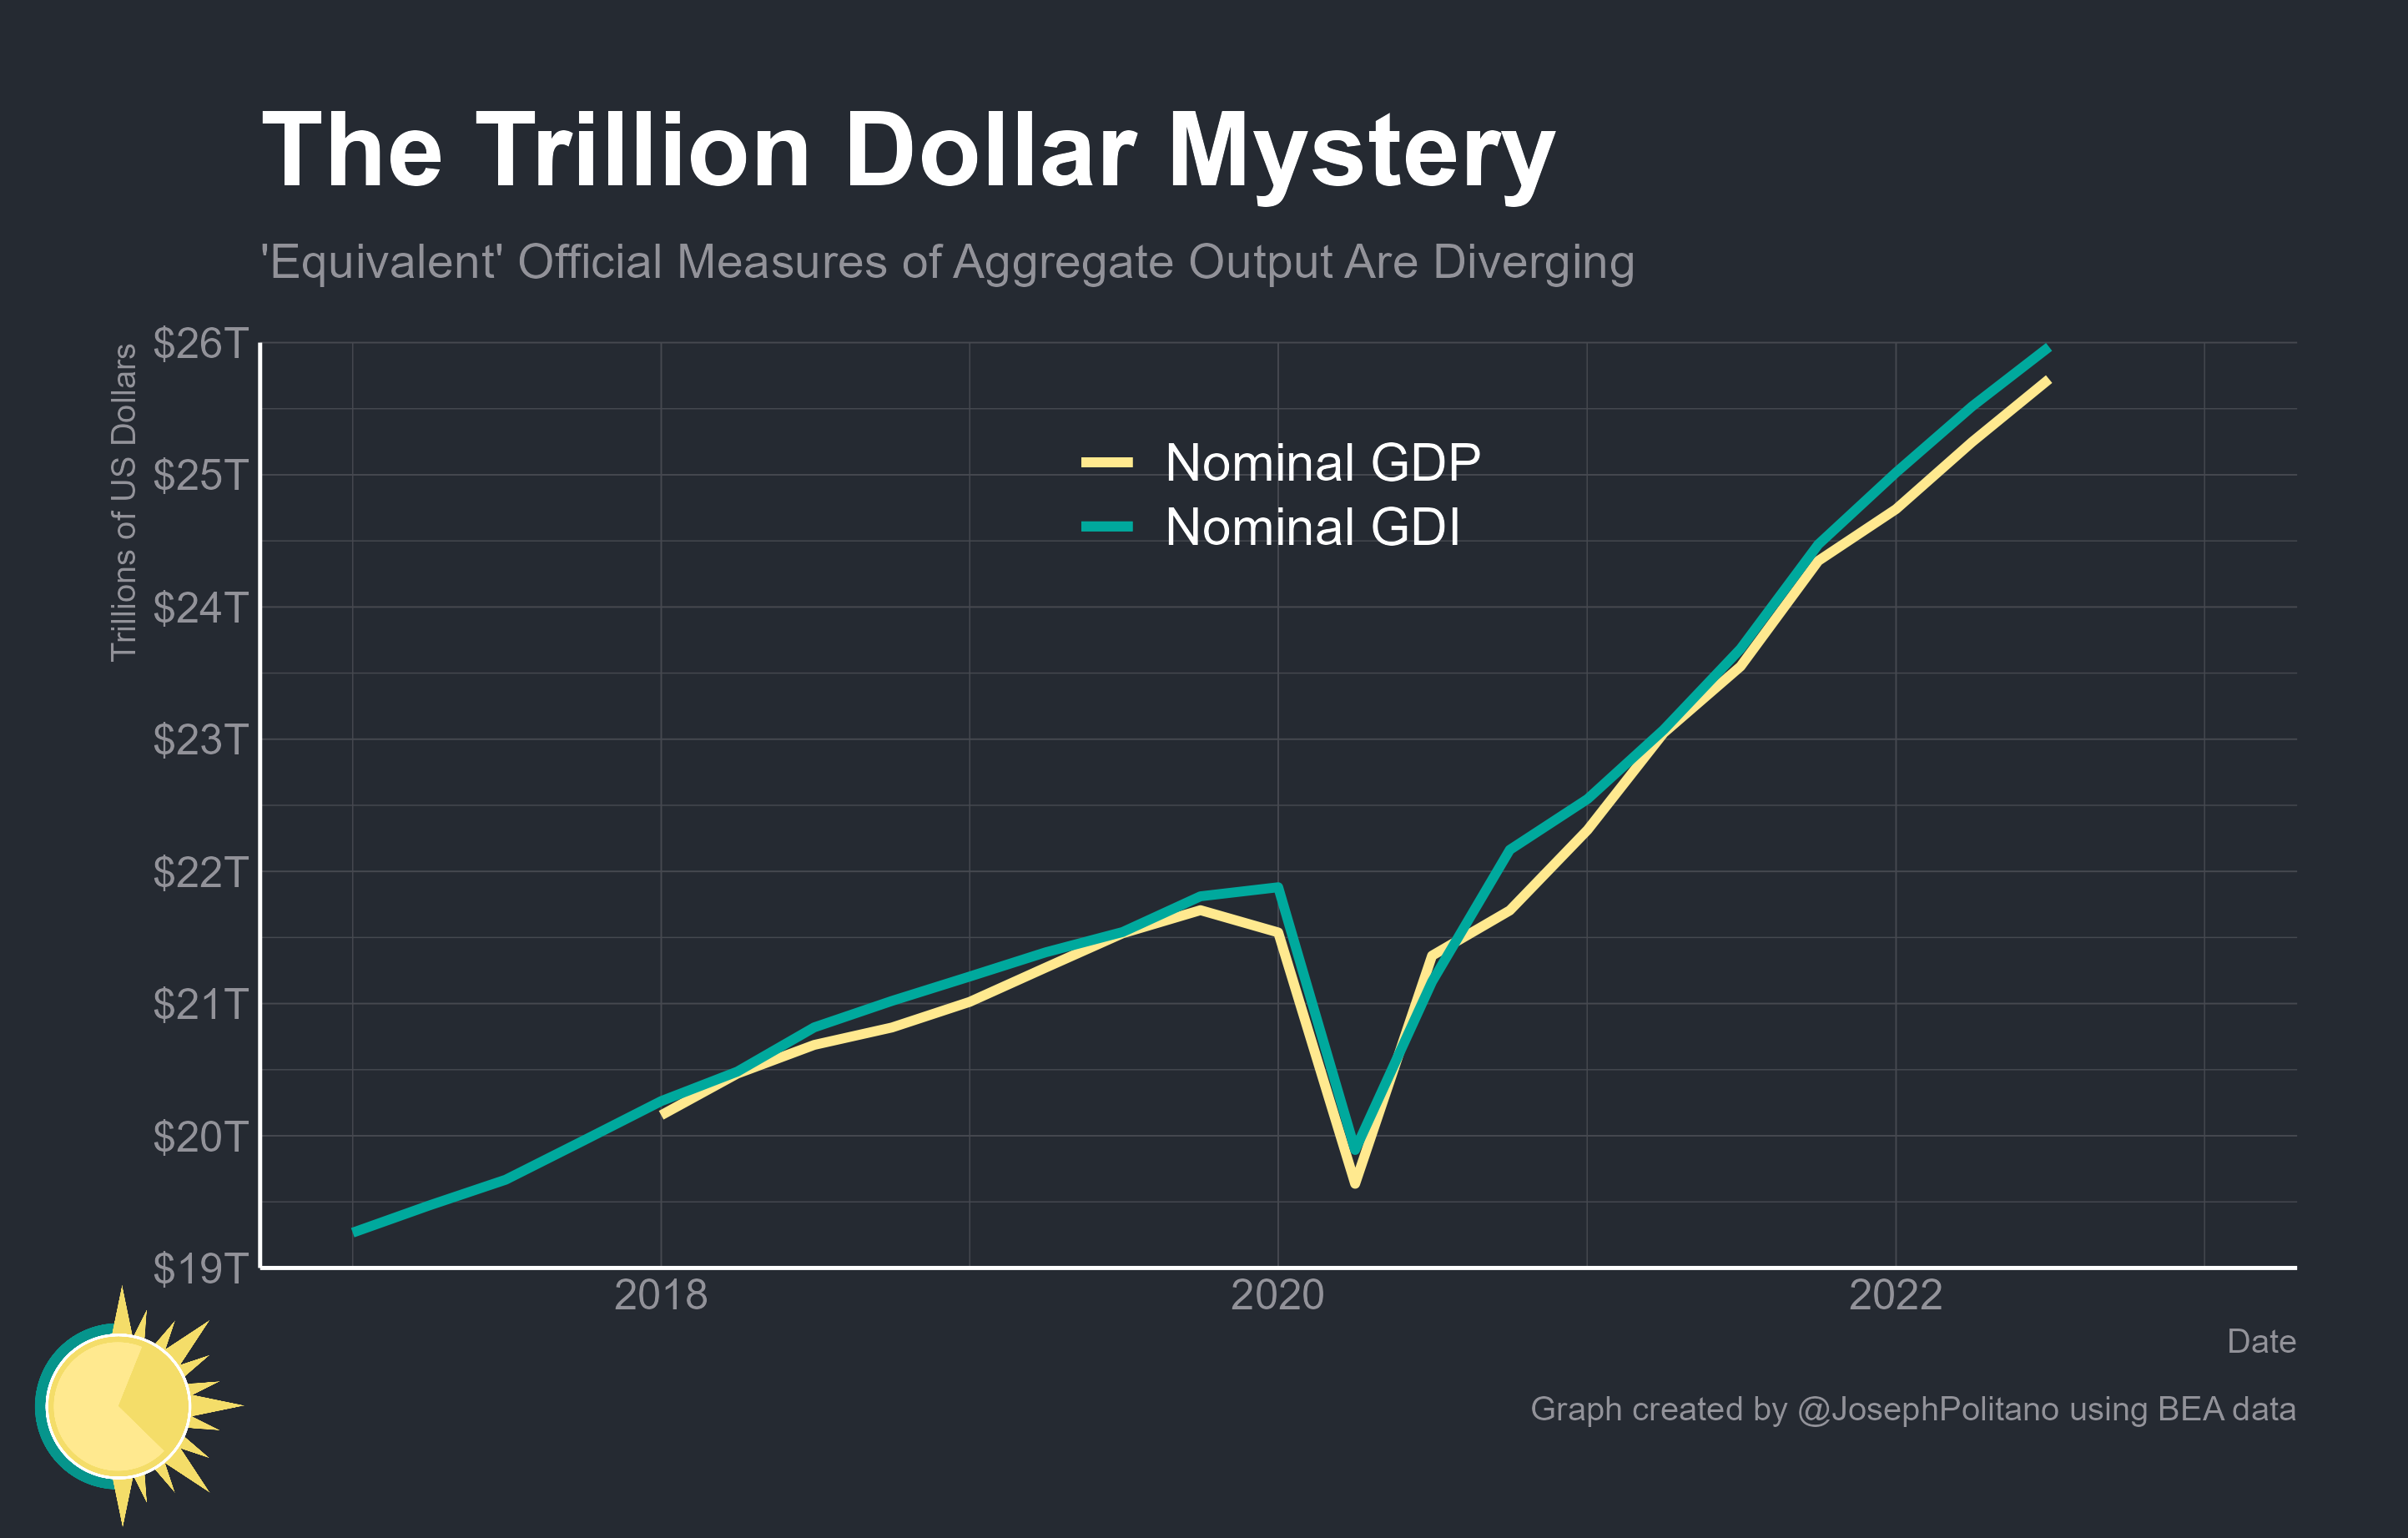 The Trillion Dollar Mystery
'Equivalent' Official Measures of Aggregate Output Are Diverging
Trillions of US Dollars
$26T
$25T
$24T
$23T
$22T
$21T
$20T
$19T
Nominal GDP
Nominal GDI
2018
2020
2022
Date
Graph created by @JosephPolitano using BEA data